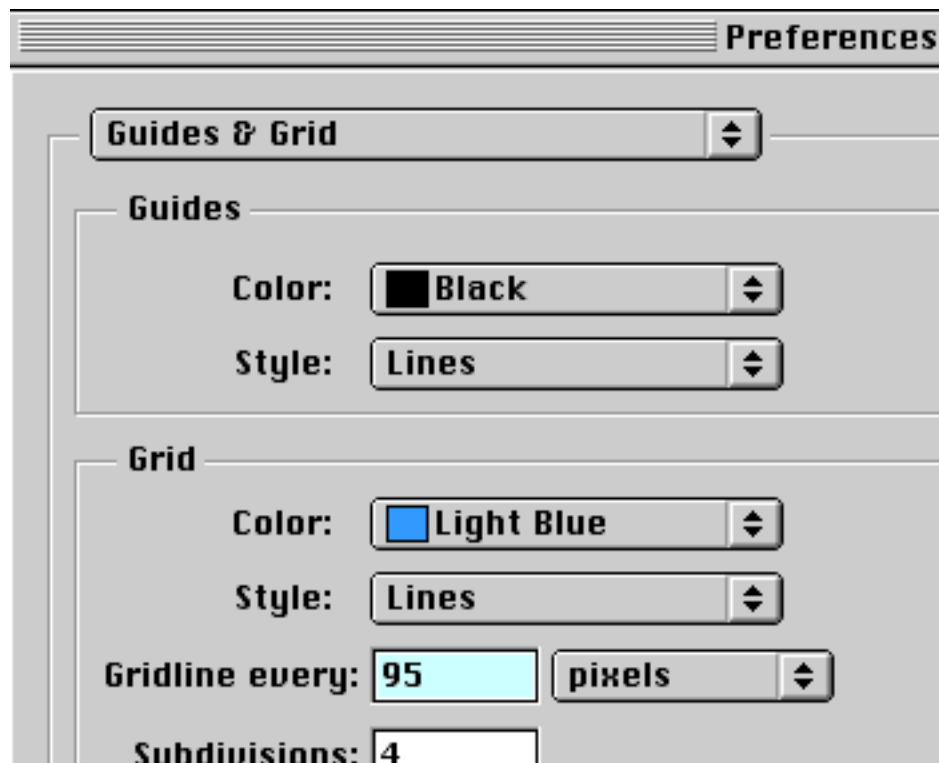 Preferences
Guides & Grid
Guides
Color: Black
Style: Lines
Grid
Color: Light Blue
Style: Lines
Gridline every: 95 pixels
Subdivisions: 4